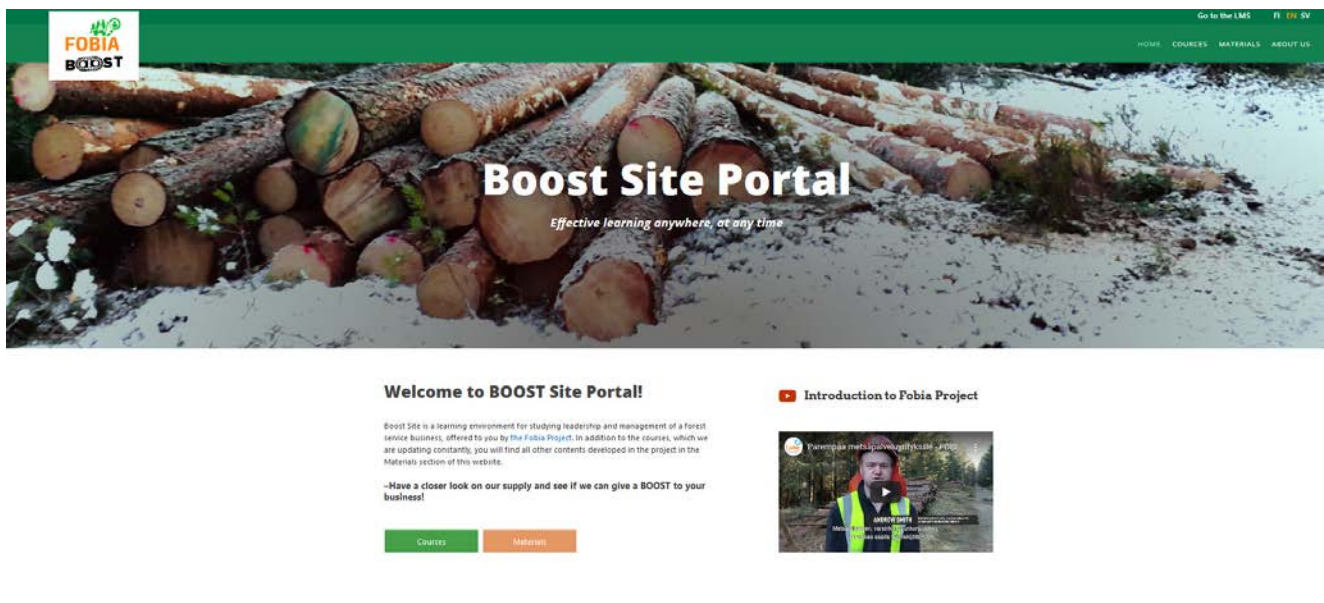 Go to the LMS FI EN SV
FOBIA
BOOST
HOME COURCES MATERIALS ABOUT US
Boost Site Portal
Effective learning anywhere, at any time
Welcome to BOOST Site Portal!
Boost Site is a learning environment for studying leadership and management of a forest
service business, offered to you by the Fobia Project. In addition to the courses, which we
are updating constantly, you will find all other contents developed in the project in the
Materials section of this website.
–Have a closer look on our supply and see if we can give a BOOST to your
business!
Cources Materials
Introduction to Fobia Project
Parempaa metsäpalveluyrityksille - FOBI
ANDREW SMITH